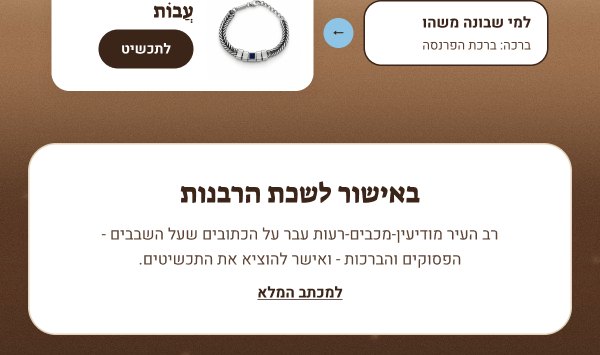 למי שבונה משהו
ברכה: ברכת הפרנסה
←
עֲבוֹת
לתכשיט
באישור לשכת הרבנות
רב העיר מודיעין-מכבים-רעות עבר על הכתובים שעל השבבים -
הפסוקים והברכות - ואישר להוציא את התכשיטים.
למכתב המלא